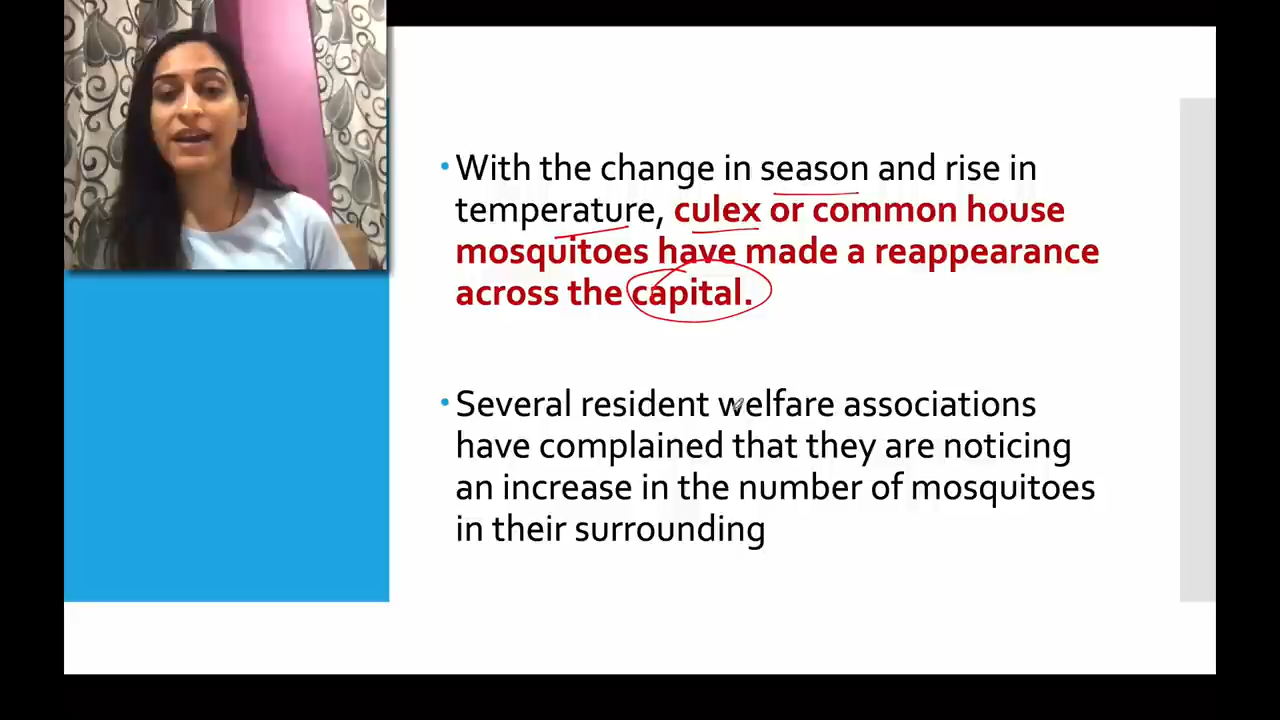 •With the change in season and rise in
temperature, culex or common house
mosquitoes have made a reappearance
across the capital.
•Several resident welfare associations
have complained that they are noticing
an increase in the number of mosquitoes
in their surrounding